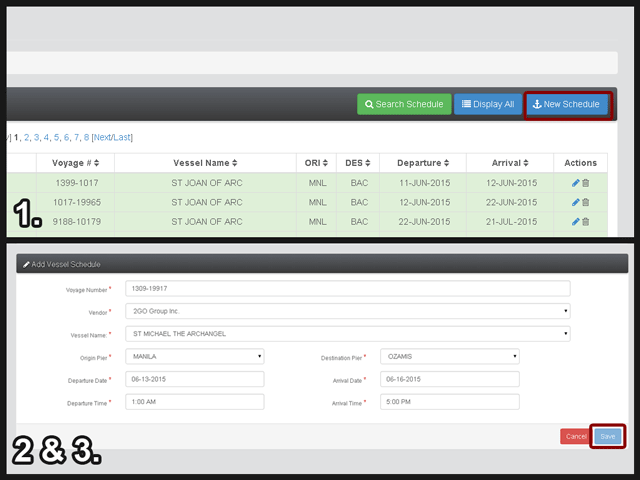 Search Schedule Display All New Schedule
] 1, 2, 3, 4, 5, 6, 7, 8 [Next/Last]
Voyage # Vessel Name ORI DES Departure Arrival Actions
1399-1017 ST JOAN OF ARC MNL BAC 11-JUN-2015 12-JUN-2015
1017-19965 ST JOAN OF ARC MNL BAC 12-JUN-2015 22-JUN-2015
9188-10179 ST JOAN OF ARC MNL BAC 22-JUN-2015 21-JUL-2015
1.
Add Vessel Schedule
Voyage Number * 1309-19917
Vendor * 2GO Group Inc.
Vessel Name * ST MICHAEL THE ARCHANGEL
Origin Pier * MANILA Destination Pier * OZAMIS
Departure Date * 06-13-2015 Arrival Date * 06-16-2015
Departure Time * 1:00 AM Arrival Time * 5:00 PM
Cancel Save
2 & 3.